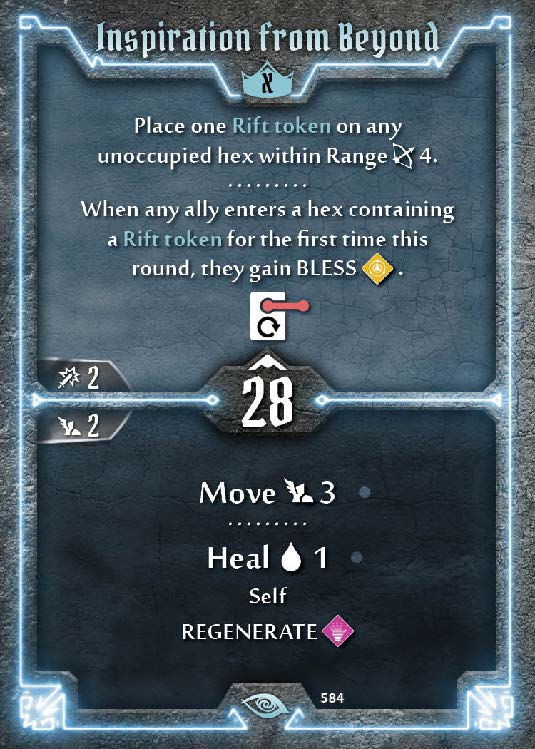 Inspiration from Beyond
X
Place one Rift token on any
unoccupied hex within Range 4.
When any ally enters a hex containing
a Rift token for the first time this
round, they gain BLESS .
2
28
2
Move 3
Heal 1
Self
REGENERATE
584